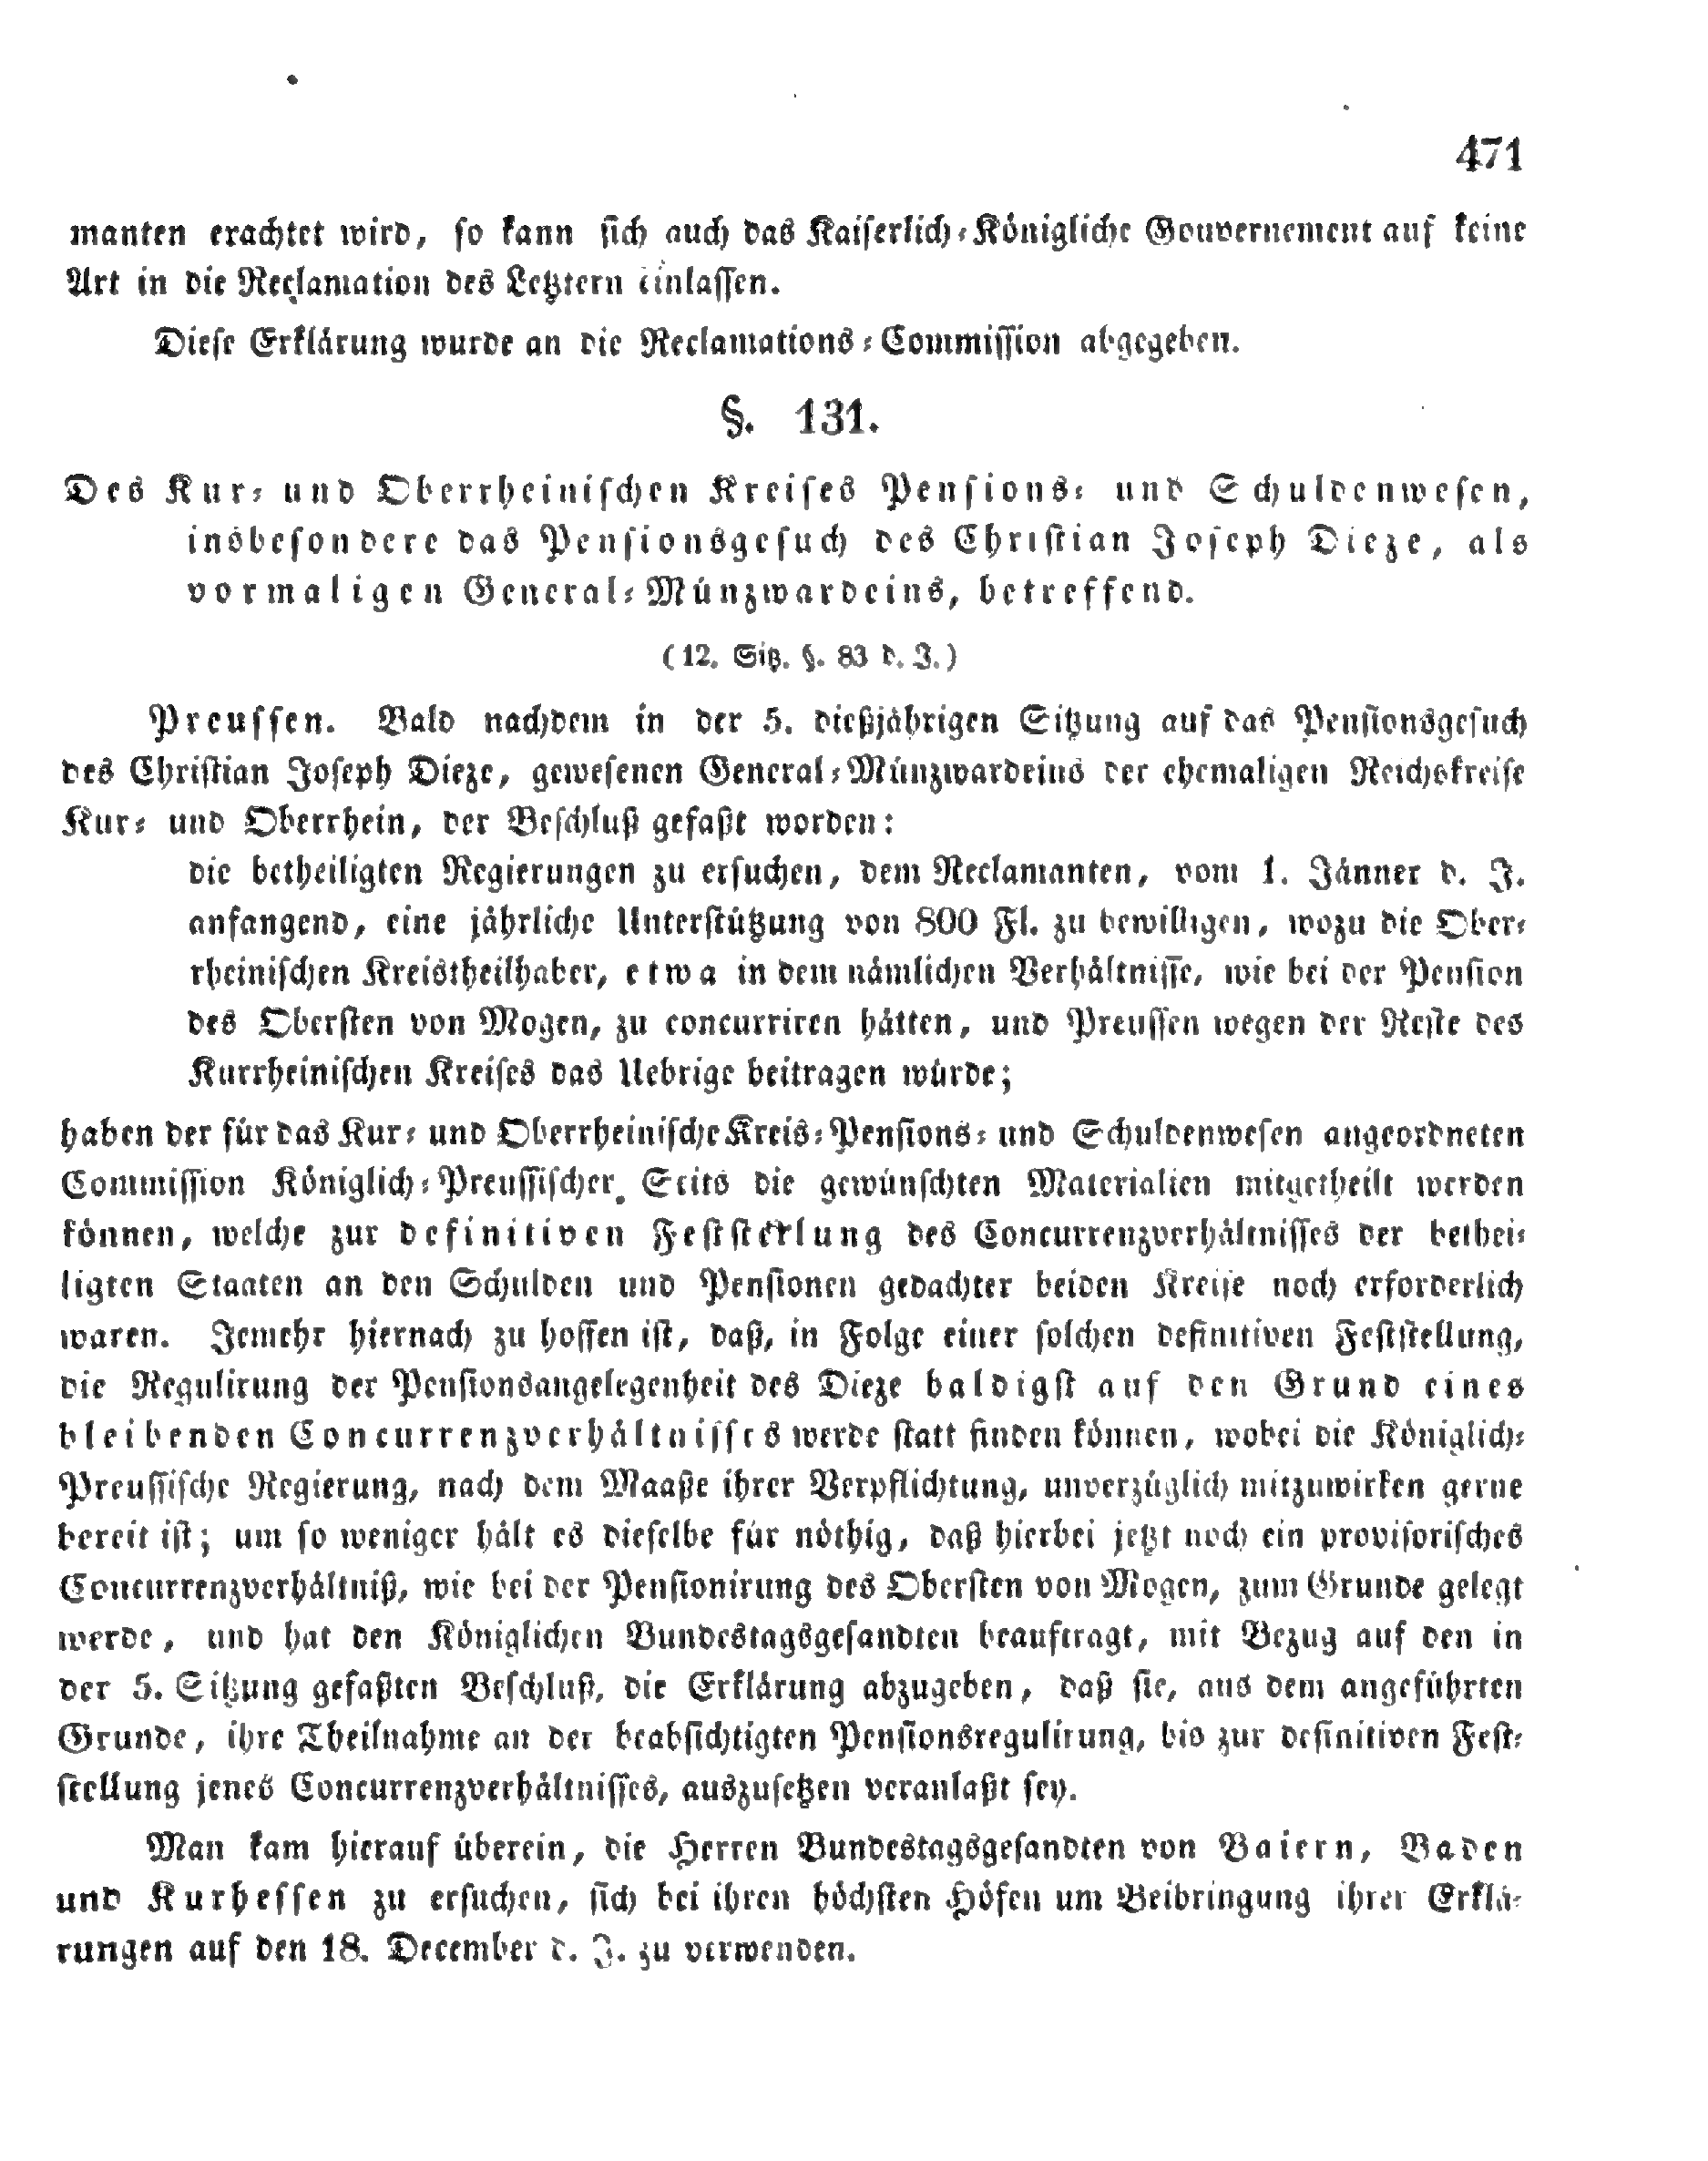 471
manten erachtet wird, so kann sich auch das Kaiserlich-Königliche Gouvernement auf keine
Art in die Reclamation des Letztern einlassen.
Diese Erklärung wurde an die Reclamations-Commission abgegeben.
§. 131.
Des Kur- und Oberrheinischen Kreises Pensions- und Schuldenwesen,
insbesondere das Pensionsgesuch des Christian Joseph Dieze, als
vormaligen General-Münzwardeins, betreffend.
(12. Sitz. §. 83 d. J.)
Preussen. Bald nachdem in der 5. dießjährigen Sitzung auf das Pensionsgesuch
des Christian Joseph Dieze, gewesenen General-Münzwardeins der ehemaligen Reichskreise
Kur- und Oberrhein, der Beschluß gefaßt worden:
die betheiligten Regierungen zu ersuchen, dem Reclamanten, vom 1. Jänner d. J.
anfangend, eine jährliche Unterstützung von 800 Fl. zu bewilligen, wozu die Ober-
rheinischen Kreistheilhaber, etwa in dem nämlichen Verhältnisse, wie bei der Pension
des Obersten von Mogen, zu concurriren hätten, und Preussen wegen der Reste des
Kurrheinischen Kreises das Uebrige beitragen würde;
haben der für das Kur- und Oberrheinische Kreis-Pensions- und Schuldenwesen angeordneten
Commission Königlich-Preussischer Seits die gewünschten Materialien mitgetheilt werden
können, welche zur definitiven Feststellung des Concurrenzverhältnisses der bethei-
ligten Staaten an den Schulden und Pensionen gedachter beiden Kreise noch erforderlich
waren. Jemehr hiernach zu hoffen ist, daß, in Folge einer solchen definitiven Feststellung,
die Regulirung der Pensionsangelegenheit des Dieze baldigst auf den Grund eines
bleibenden Concurrenzverhältnisses werde statt finden können, wobei die Königlich-
Preussische Regierung, nach dem Maaße ihrer Verpflichtung, unverzüglich mitzuwirken gerne
bereit ist; um so weniger hält es dieselbe für nöthig, daß hierbei jetzt noch ein provisorisches
Concurrenzverhältniß, wie bei der Pensionirung des Obersten von Mogen, zum Grunde gelegt
werde, und hat den Königlichen Bundestagsgesandten beauftragt, mit Bezug auf den in
der 5. Sitzung gefaßten Beschluß, die Erklärung abzugeben, daß sie, aus dem angeführten
Grunde, ihre Theilnahme an der beabsichtigten Pensionsregulirung, bis zur definitiven Fest-
stellung jenes Concurrenzverhältnisses, auszusetzen veranlaßt sey.
Man kam hierauf überein, die Herren Bundestagsgesandten von Baiern, Baden
und Kurhessen zu ersuchen, sich bei ihren höchsten Höfen um Beibringung ihrer Erklä-
rungen auf den 18. December d. J. zu verwenden.